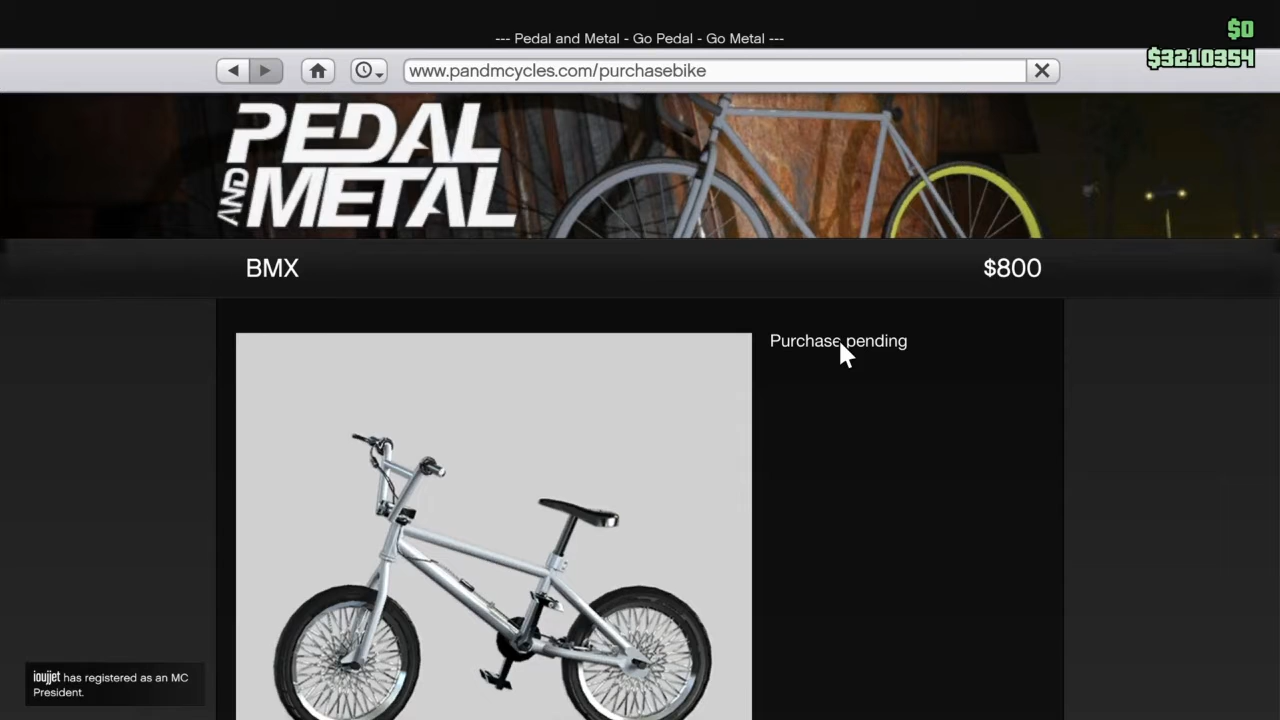 --- Pedal and Metal - Go Pedal - Go Metal ---
$0
$3210354
www.pandmcycles.com/purchasebike
PEDAL
AND METAL
BMX
$800
Purchase pending
ioujjet has registered as an MC
President.